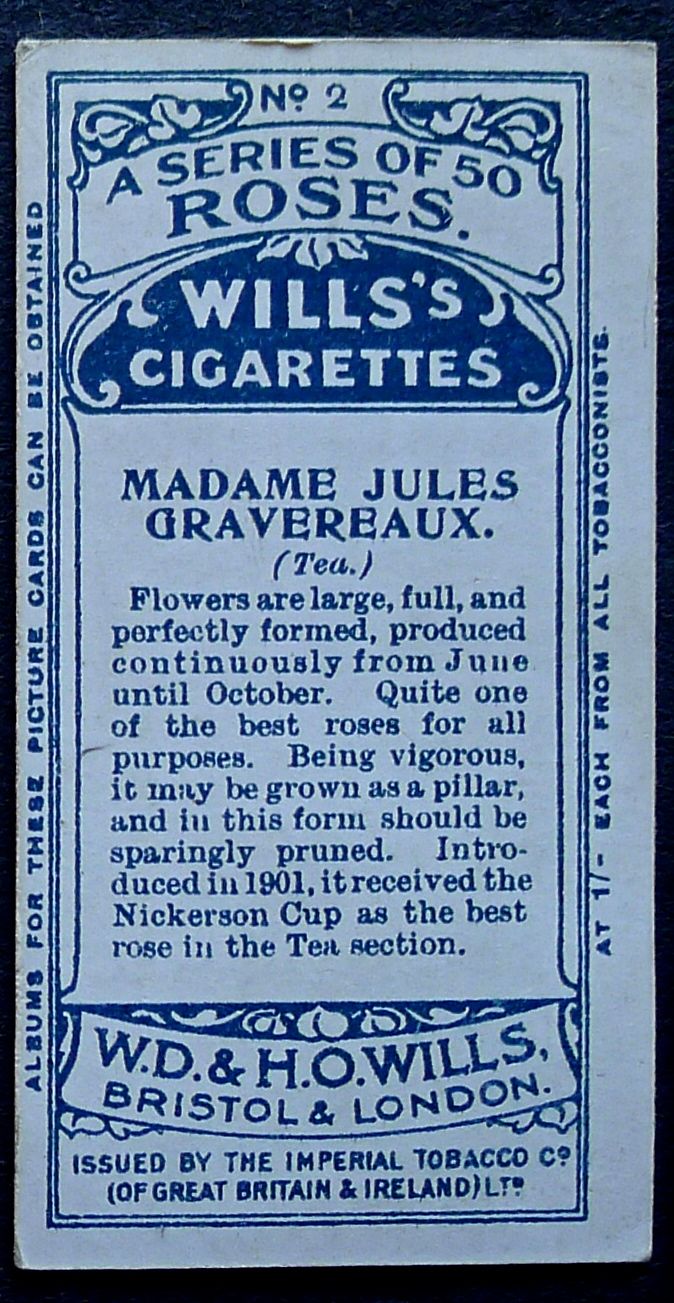 Nº 2
A SERIES OF 50
ROSES.
WILLS'S
CIGARETTES
MADAME JULES
GRAVEREAUX.
(Tea.)
Flowers are large, full, and
perfectly formed, produced
continuously from June
until October. Quite one
of the best roses for all
purposes. Being vigorous,
it may be grown as a pillar,
and in this form should be
sparingly pruned. Intro-
duced in 1901, it received the
Nickerson Cup as the best
rose in the Tea section.
W.D. & H.O. WILLS,
BRISTOL & LONDON.
ISSUED BY THE IMPERIAL TOBACCO Cº
(OF GREAT BRITAIN & IRELAND) LTD
ALBUMS FOR THESE PICTURE CARDS CAN BE OBTAINED
AT 1/- EACH FROM ALL TOBACCONISTS.